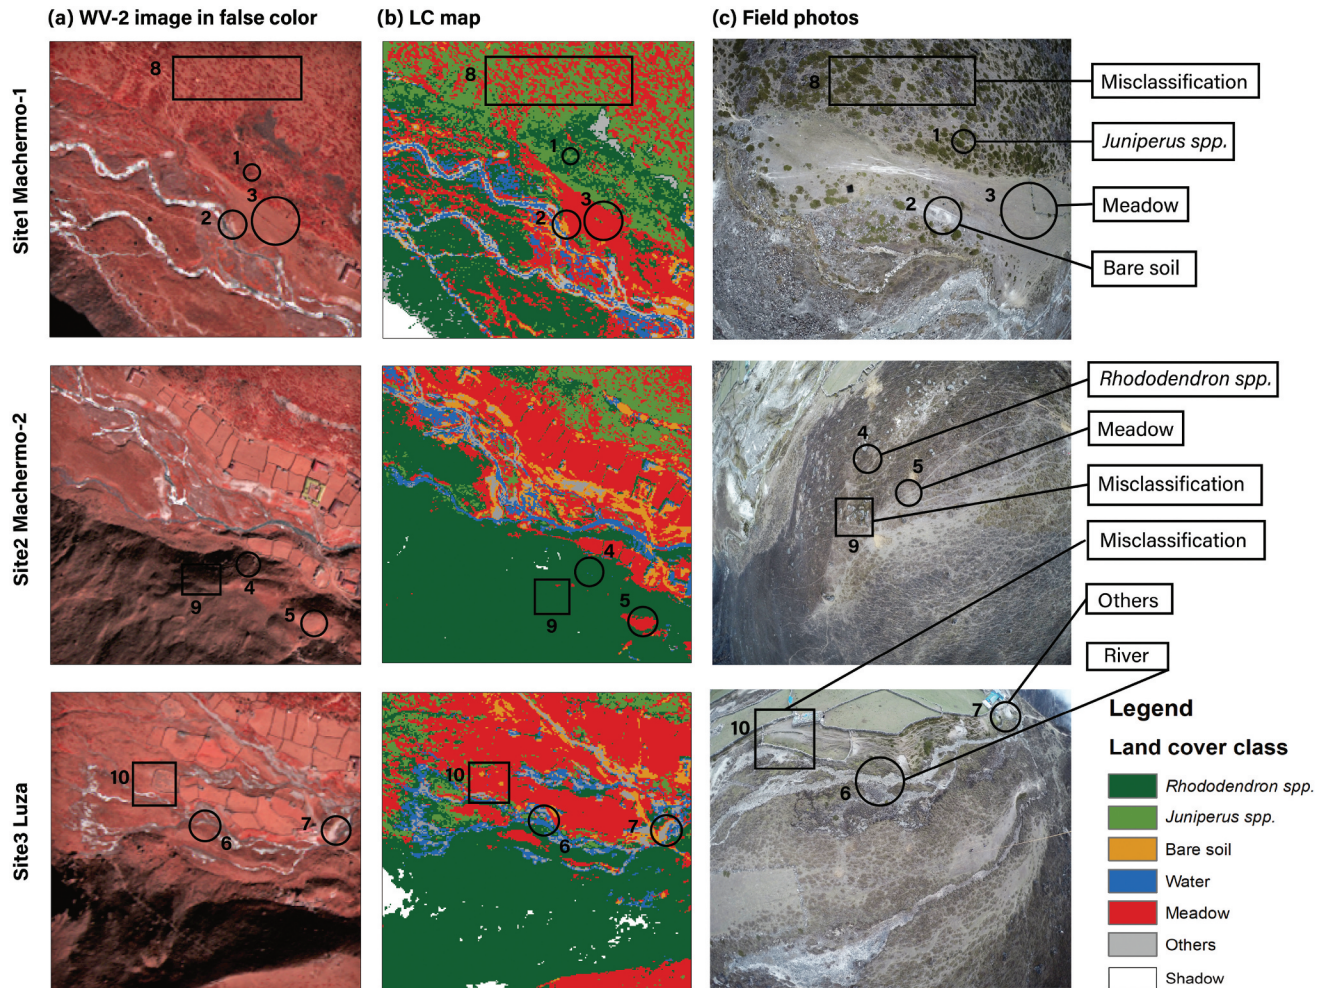 (a) WV-2 image in false color
(b) LC map
(c) Field photos
Site1 Machermo-1
8
1
2
3
8
1
2
3
8
1
2
3
Misclassification
Juniperus spp.
Meadow
Bare soil
Site2 Machermo-2
4
9
5
4
9
5
4
5
9
Rhododendron spp.
Meadow
Misclassification
Misclassification
Others
River
Site3 Luza
10
6
7
10
6
7
10
6
7
Legend
Land cover class
Rhododendron spp.
Juniperus spp.
Bare soil
Water
Meadow
Others
Shadow